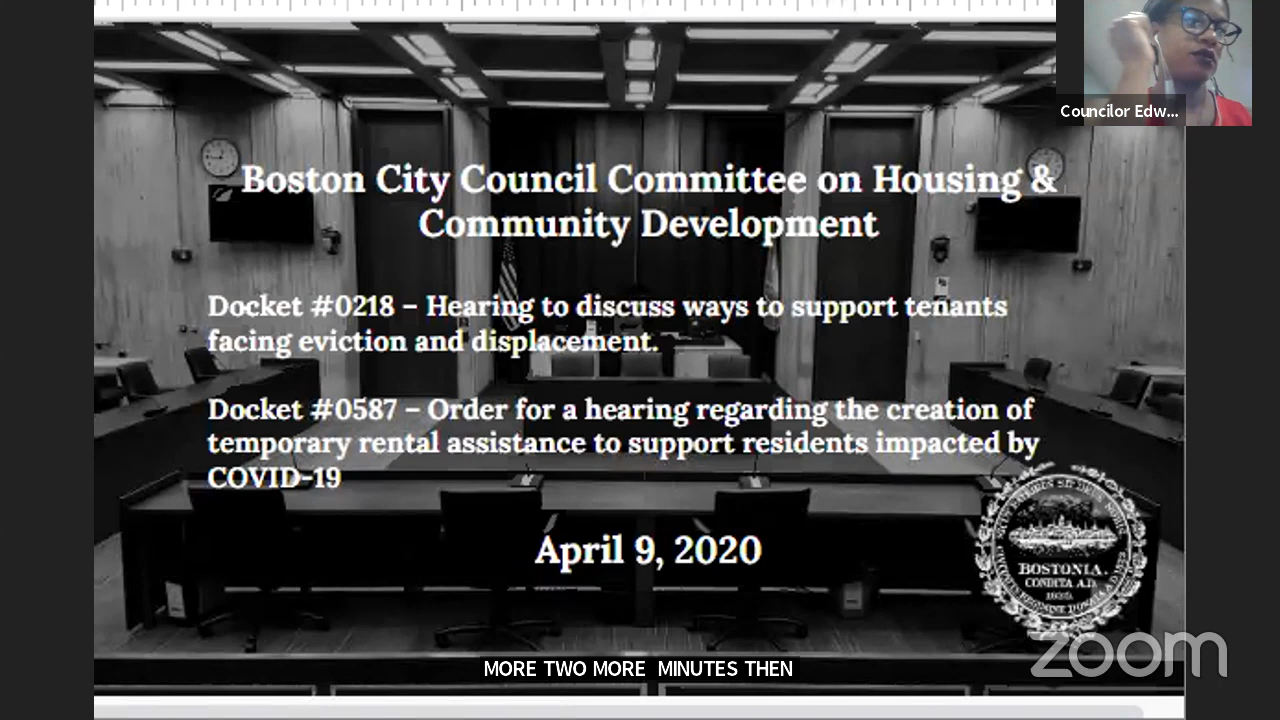 Councilor Edw...
Boston City Council Committee on Housing &
Community Development
Docket #0218 – Hearing to discuss ways to support tenants
facing eviction and displacement.
Docket #0587 – Order for a hearing regarding the creation of
temporary rental assistance to support residents impacted by
COVID-19
April 9, 2020
BOSTONIA.
CONDITA A.D.
zoom
MORE TWO MORE MINUTES THEN